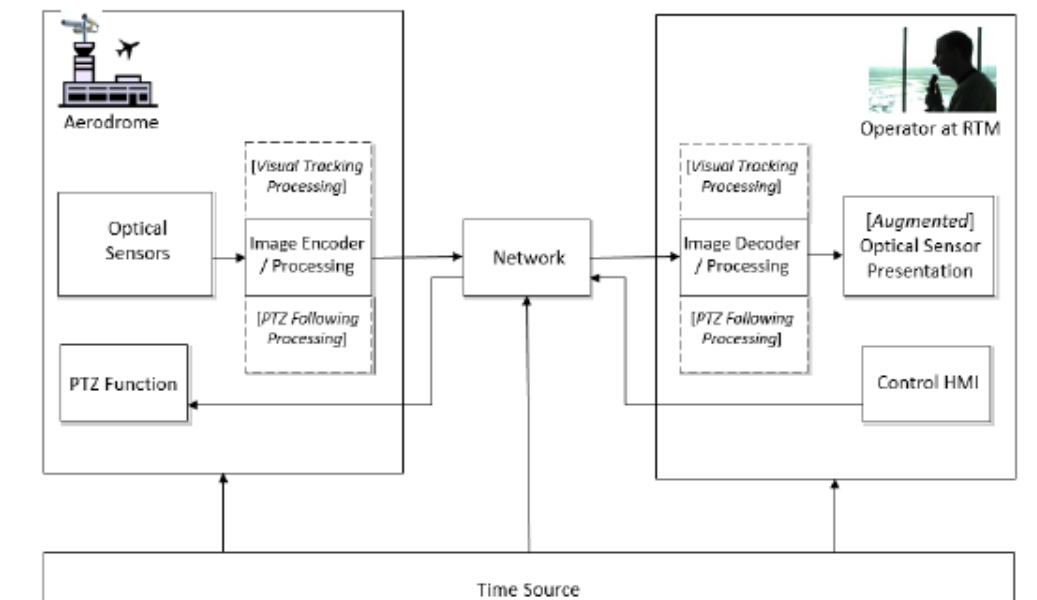 Aerodrome
Operator at RTM
[Visual Tracking
Processing]
[Visual Tracking
Processing]
Optical
Sensors
Image Encoder
/ Processing
Network
Image Decoder
/ Processing
[Augmented]
Optical Sensor
Presentation
[PTZ Following
Processing]
[PTZ Following
Processing]
PTZ Function
Control HMI
Time Source